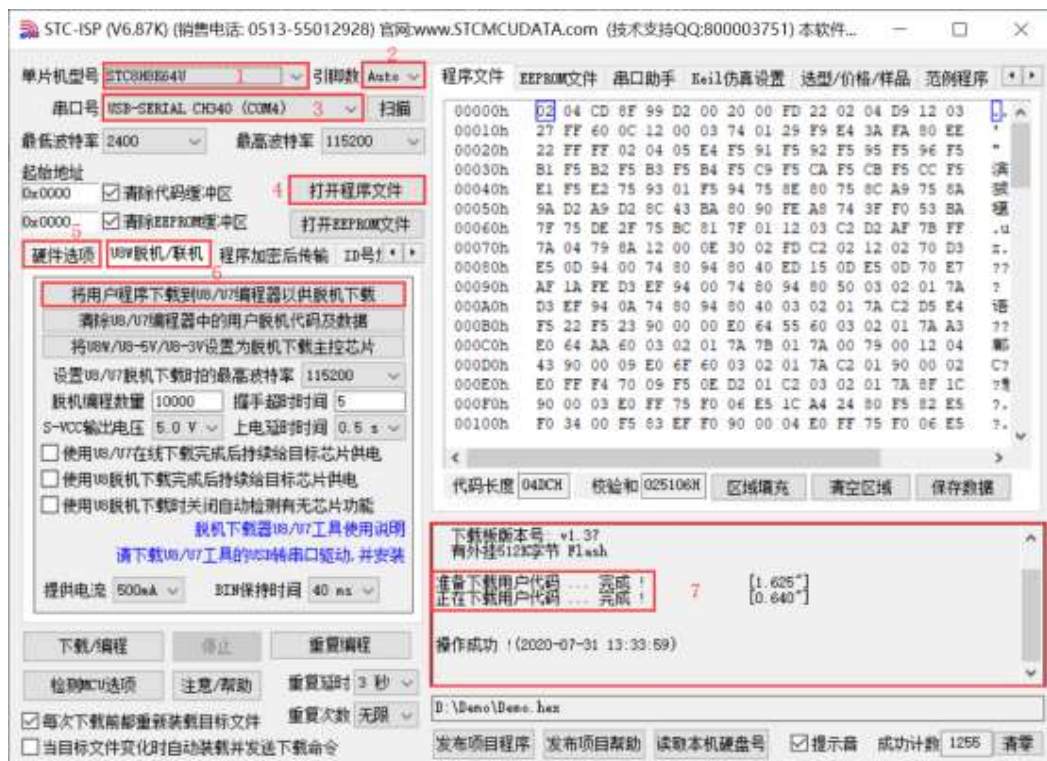 STC-ISP (V6.87K) (销售电话: 0513-55012928) 官网:www.STCMCUDATA.com (技术支持QQ:800003751) 本软件...
单片机型号 STC8H8K64U 1 引脚数 2 Auto
串口号 USB-SERIAL CH340 (COM4) 3 扫描
最低波特率 2400 最高波特率 115200
起始地址
0x0000 清除代码缓冲区 4 打开程序文件
0x0000 清除EEPROM缓冲区 打开EEPROM文件
5
硬件选项 U8W脱机/联机 程序加密后传输
6
将用户程序下载到U8/U7编程器以供脱机下载
清除U8/U7编程器中的用户脱机代码及数据
将U8W/U8-5V/U8-3V设置为脱机下载主控芯片
设置U8/U7脱机下载时的最高波特率 115200
脱机编程数量 10000 握手超时时间 5
S-VCC输出电压 5.0 V 上电延时时间 0.5 s
使用U8/U7在线下载完成后持续给目标芯片供电
使用U8脱机下载完成后持续给目标芯片供电
使用U8脱机下载时关闭自动检测有无芯片功能
脱机下载器U8/U7工具使用说明
请下载U8/U7工具的USB转串口驱动,并安装
提供电流 500mA BIN保持时间 40 ms
下载/编程 停止 重复编程
检测MCU选项 注意/帮助 重复延时 3 秒
每次下载前都重新装载目标文件 重复次数 无限
当目标文件变化时自动装载并发送下载命令
程序文件 EEPROM文件 串口助手 Keil仿真设置 选型/价格/样品 范例程序
00000h 02 04 CD 8F 99 D2 00 20 00 FD 22 02 04 D9 12 03
00010h 27 FF 60 0C 12 00 03 74 01 29 F9 E4 3A FA 80 EE
00020h 22 FF FF 02 04 05 E4 F5 91 F5 92 F5 95 F5 96 F5
00030h B1 F5 B2 F5 B3 F5 B4 F5 C9 F5 CA F5 CB F5 CC F5
00040h E1 F5 E2 75 93 01 F5 94 75 8E 80 75 8C A9 75 8A
00050h 9A D2 A9 D2 8C 43 BA 80 90 FE A8 74 3F F0 53 BA
00060h 7F 75 DE 2F 75 BC 81 7F 01 12 03 C2 D2 AF 7B FF
00070h 7A 04 79 8A 12 00 0E 30 02 FD C2 02 12 02 70 D3
00080h E5 0D 94 00 74 80 94 80 40 ED 15 0D E5 0D 70 E7
00090h AF 1A FE D3 EF 94 00 74 80 94 80 50 03 02 01 7A
000A0h D3 EF 94 0A 74 80 94 80 40 03 02 01 7A C2 D5 E4
000B0h F5 22 F5 23 90 00 00 E0 64 55 60 03 02 01 7A A3
000C0h E0 64 AA 60 03 02 01 7A 7B 01 7A 00 79 00 12 04
000D0h 43 90 00 09 E0 6F 60 03 02 01 7A C2 01 90 00 02
000E0h E0 FF F4 70 09 F5 0E D2 01 C2 03 02 01 7A 8F 1C
000F0h 90 00 03 E0 FF 75 F0 06 E5 1C A4 24 80 F5 82 E5
00100h F0 34 00 F5 83 EF F0 90 00 04 E0 FF 75 F0 06 E5
代码长度 04DCH 校验和 025106H 区域填充 清空区域 保存数据
下载板版本号: v1.37
有外挂512K字节 Flash
准备下载用户代码 ... 完成 ! [1.625"]
正在下载用户代码 ... 完成 ! 7 [0.640"]
操作成功 !(2020-07-31 13:33:59)
D:\Demo\Demo.hex
发布项目程序 发布项目帮助 读取本机硬盘号 提示音 成功计数 1255 清零